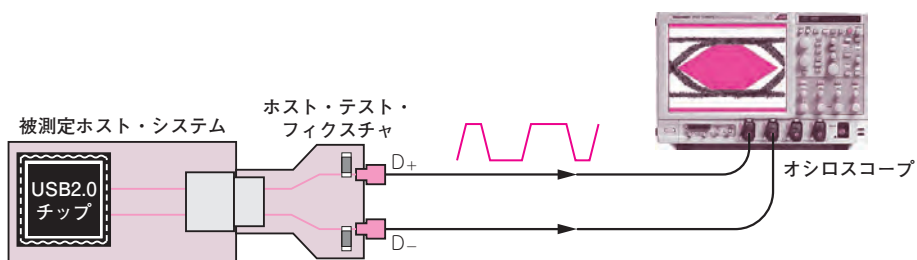 被測定ホスト・システム
USB2.0
チップ
ホスト・テスト・
フィクスチャ
D+
D−
オシロスコープ